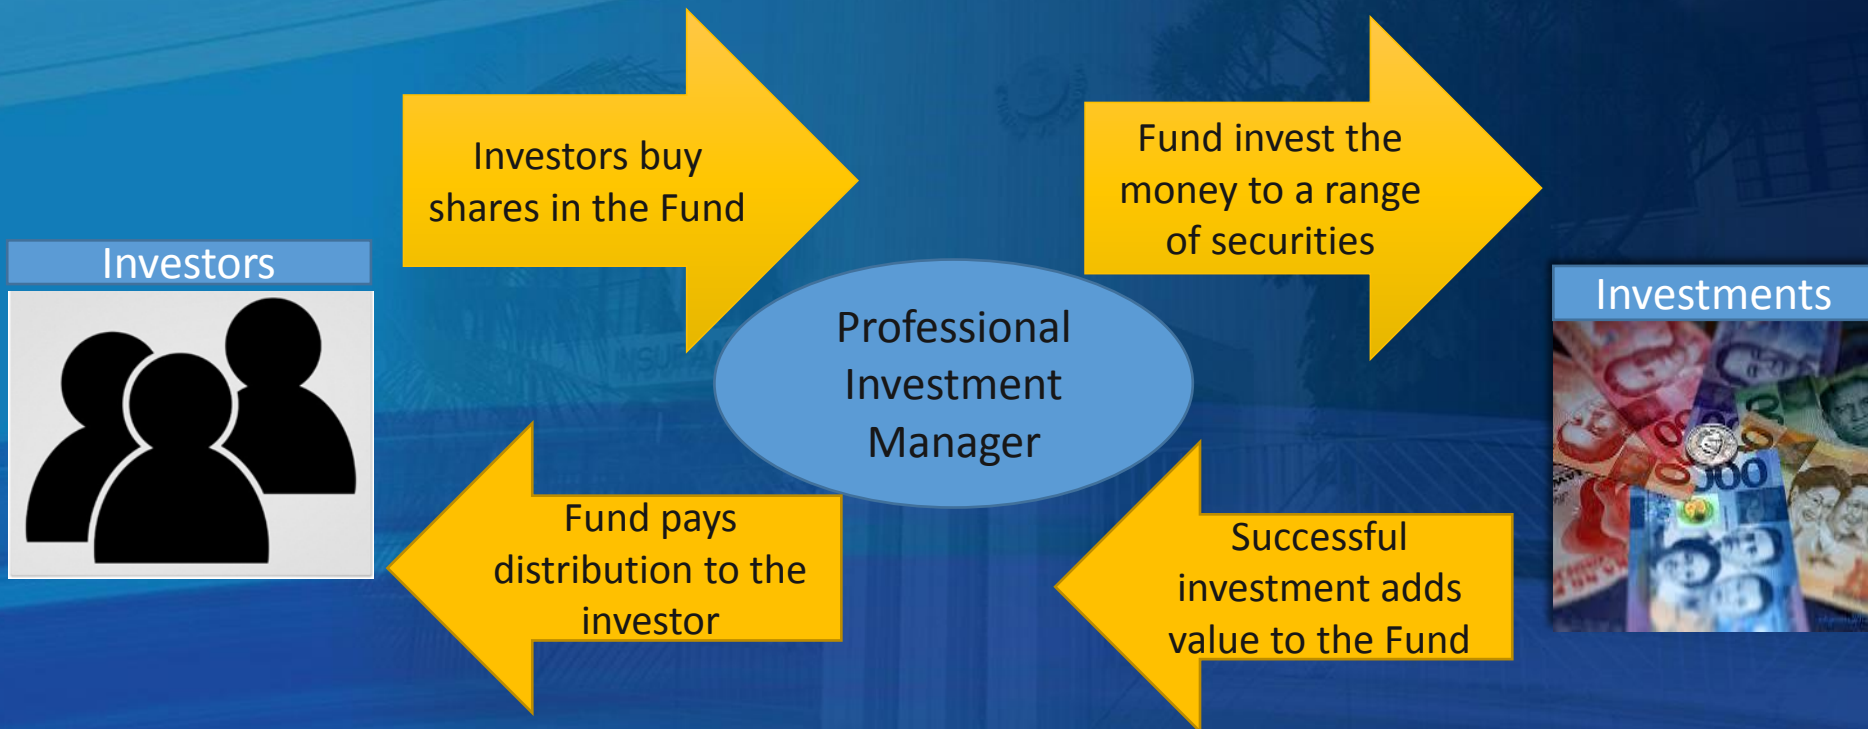 Investors buy
shares in the Fund
Fund invest the
money to a range
of securities
Investors
Investments
Professional
Investment
Manager
Fund pays
distribution to the
investor
Successful
investment adds
value to the Fund